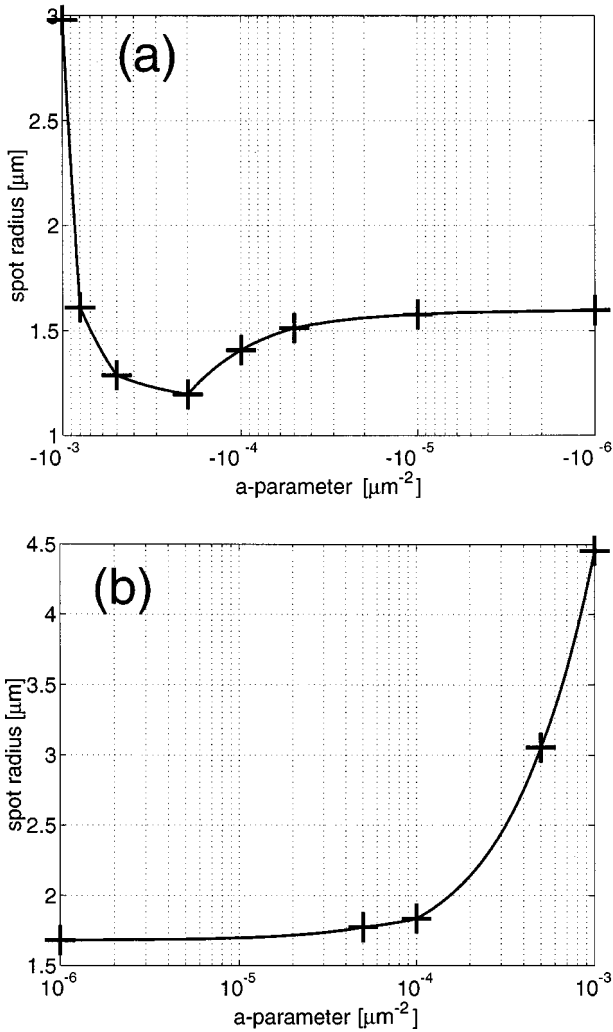 3
(a)
2.5
spot radius [μm]
2
1.5
1
-10⁻³ -10⁻³ -10⁻⁴ -10⁻⁵ -10⁻⁶
a-parameter [μm⁻²]
4.5
(b)
4
3.5
spot radius [μm]
3
2.5
2
1.5
10⁻⁶ 10⁻⁵ 10⁻⁴ 10⁻³
a-parameter [μm⁻²]